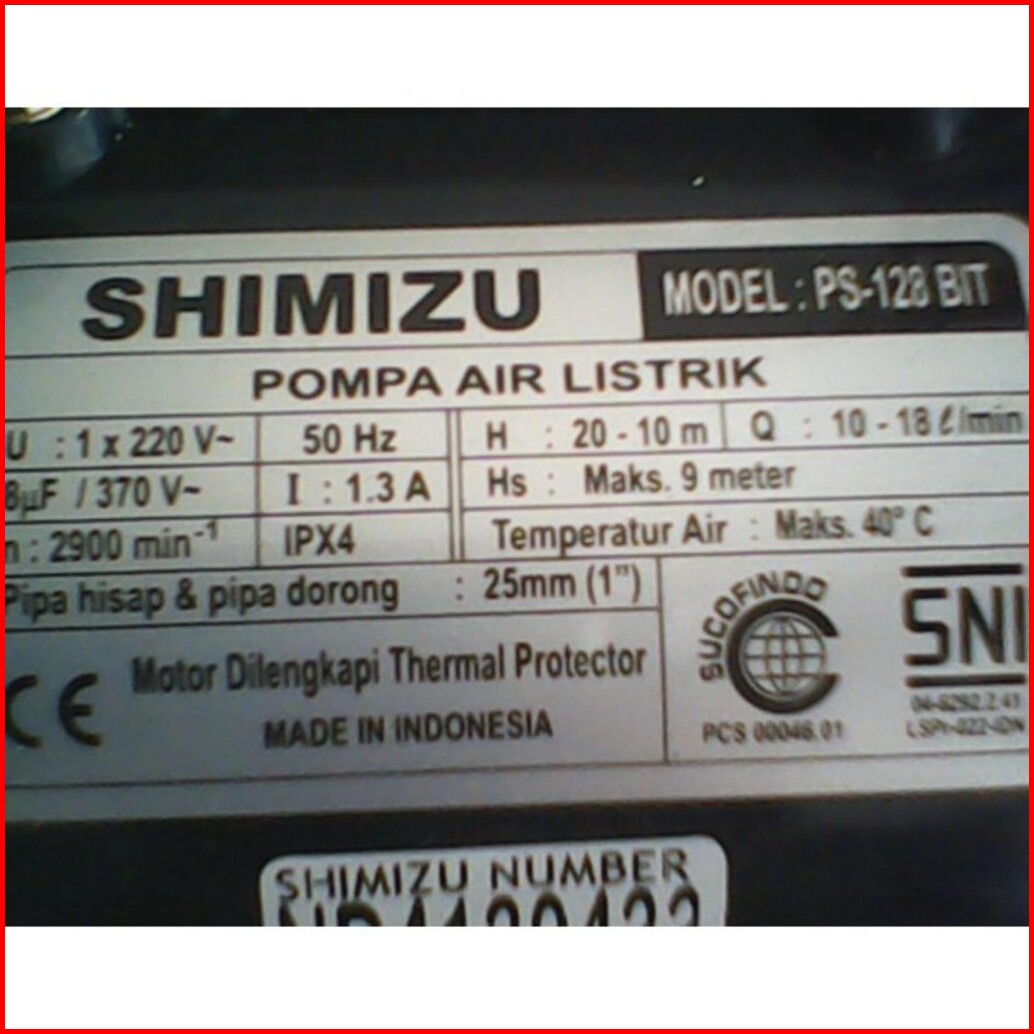 SHIMIZU MODEL : PS-128 BIT
POMPA AIR LISTRIK
U : 1 x 220 V~ 50 Hz H : 20 - 10 m Q : 10 - 18 ℓ/min
8µF / 370 V~ I : 1.3 A Hs : Maks. 9 meter
n : 2900 min⁻¹ IPX4 Temperatur Air : Maks. 40° C
Pipa hisap & pipa dorong : 25mm (1")
CE Motor Dilengkapi Thermal Protector
MADE IN INDONESIA
SUCOFINDO
PCS 00046.01
SNI
SHIMIZU NUMBER